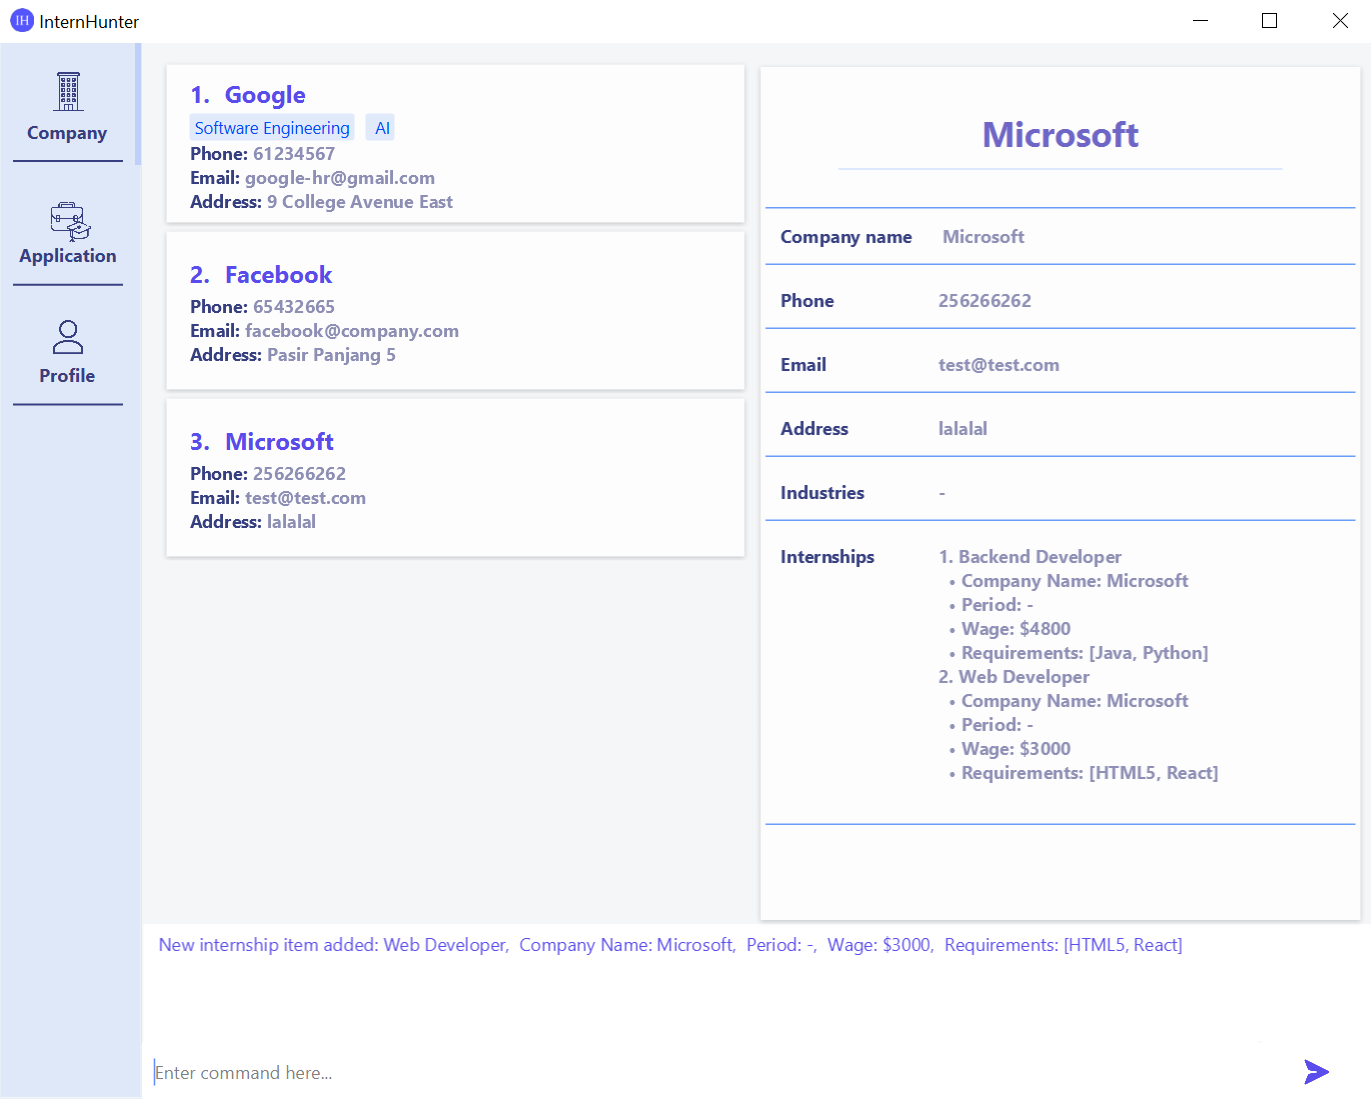 IH InternHunter
Company
Application
Profile
1. Google
Software Engineering AI
Phone: 61234567
Email: google-hr@gmail.com
Address: 9 College Avenue East
2. Facebook
Phone: 65432665
Email: facebook@company.com
Address: Pasir Panjang 5
3. Microsoft
Phone: 256266262
Email: test@test.com
Address: lalalal
Microsoft
Company name Microsoft
Phone 256266262
Email test@test.com
Address lalalal
Industries -
Internships 1. Backend Developer
• Company Name: Microsoft
• Period: -
• Wage: $4800
• Requirements: [Java, Python]
2. Web Developer
• Company Name: Microsoft
• Period: -
• Wage: $3000
• Requirements: [HTML5, React]
New internship item added: Web Developer, Company Name: Microsoft, Period: -, Wage: $3000, Requirements: [HTML5, React]
Enter command here...